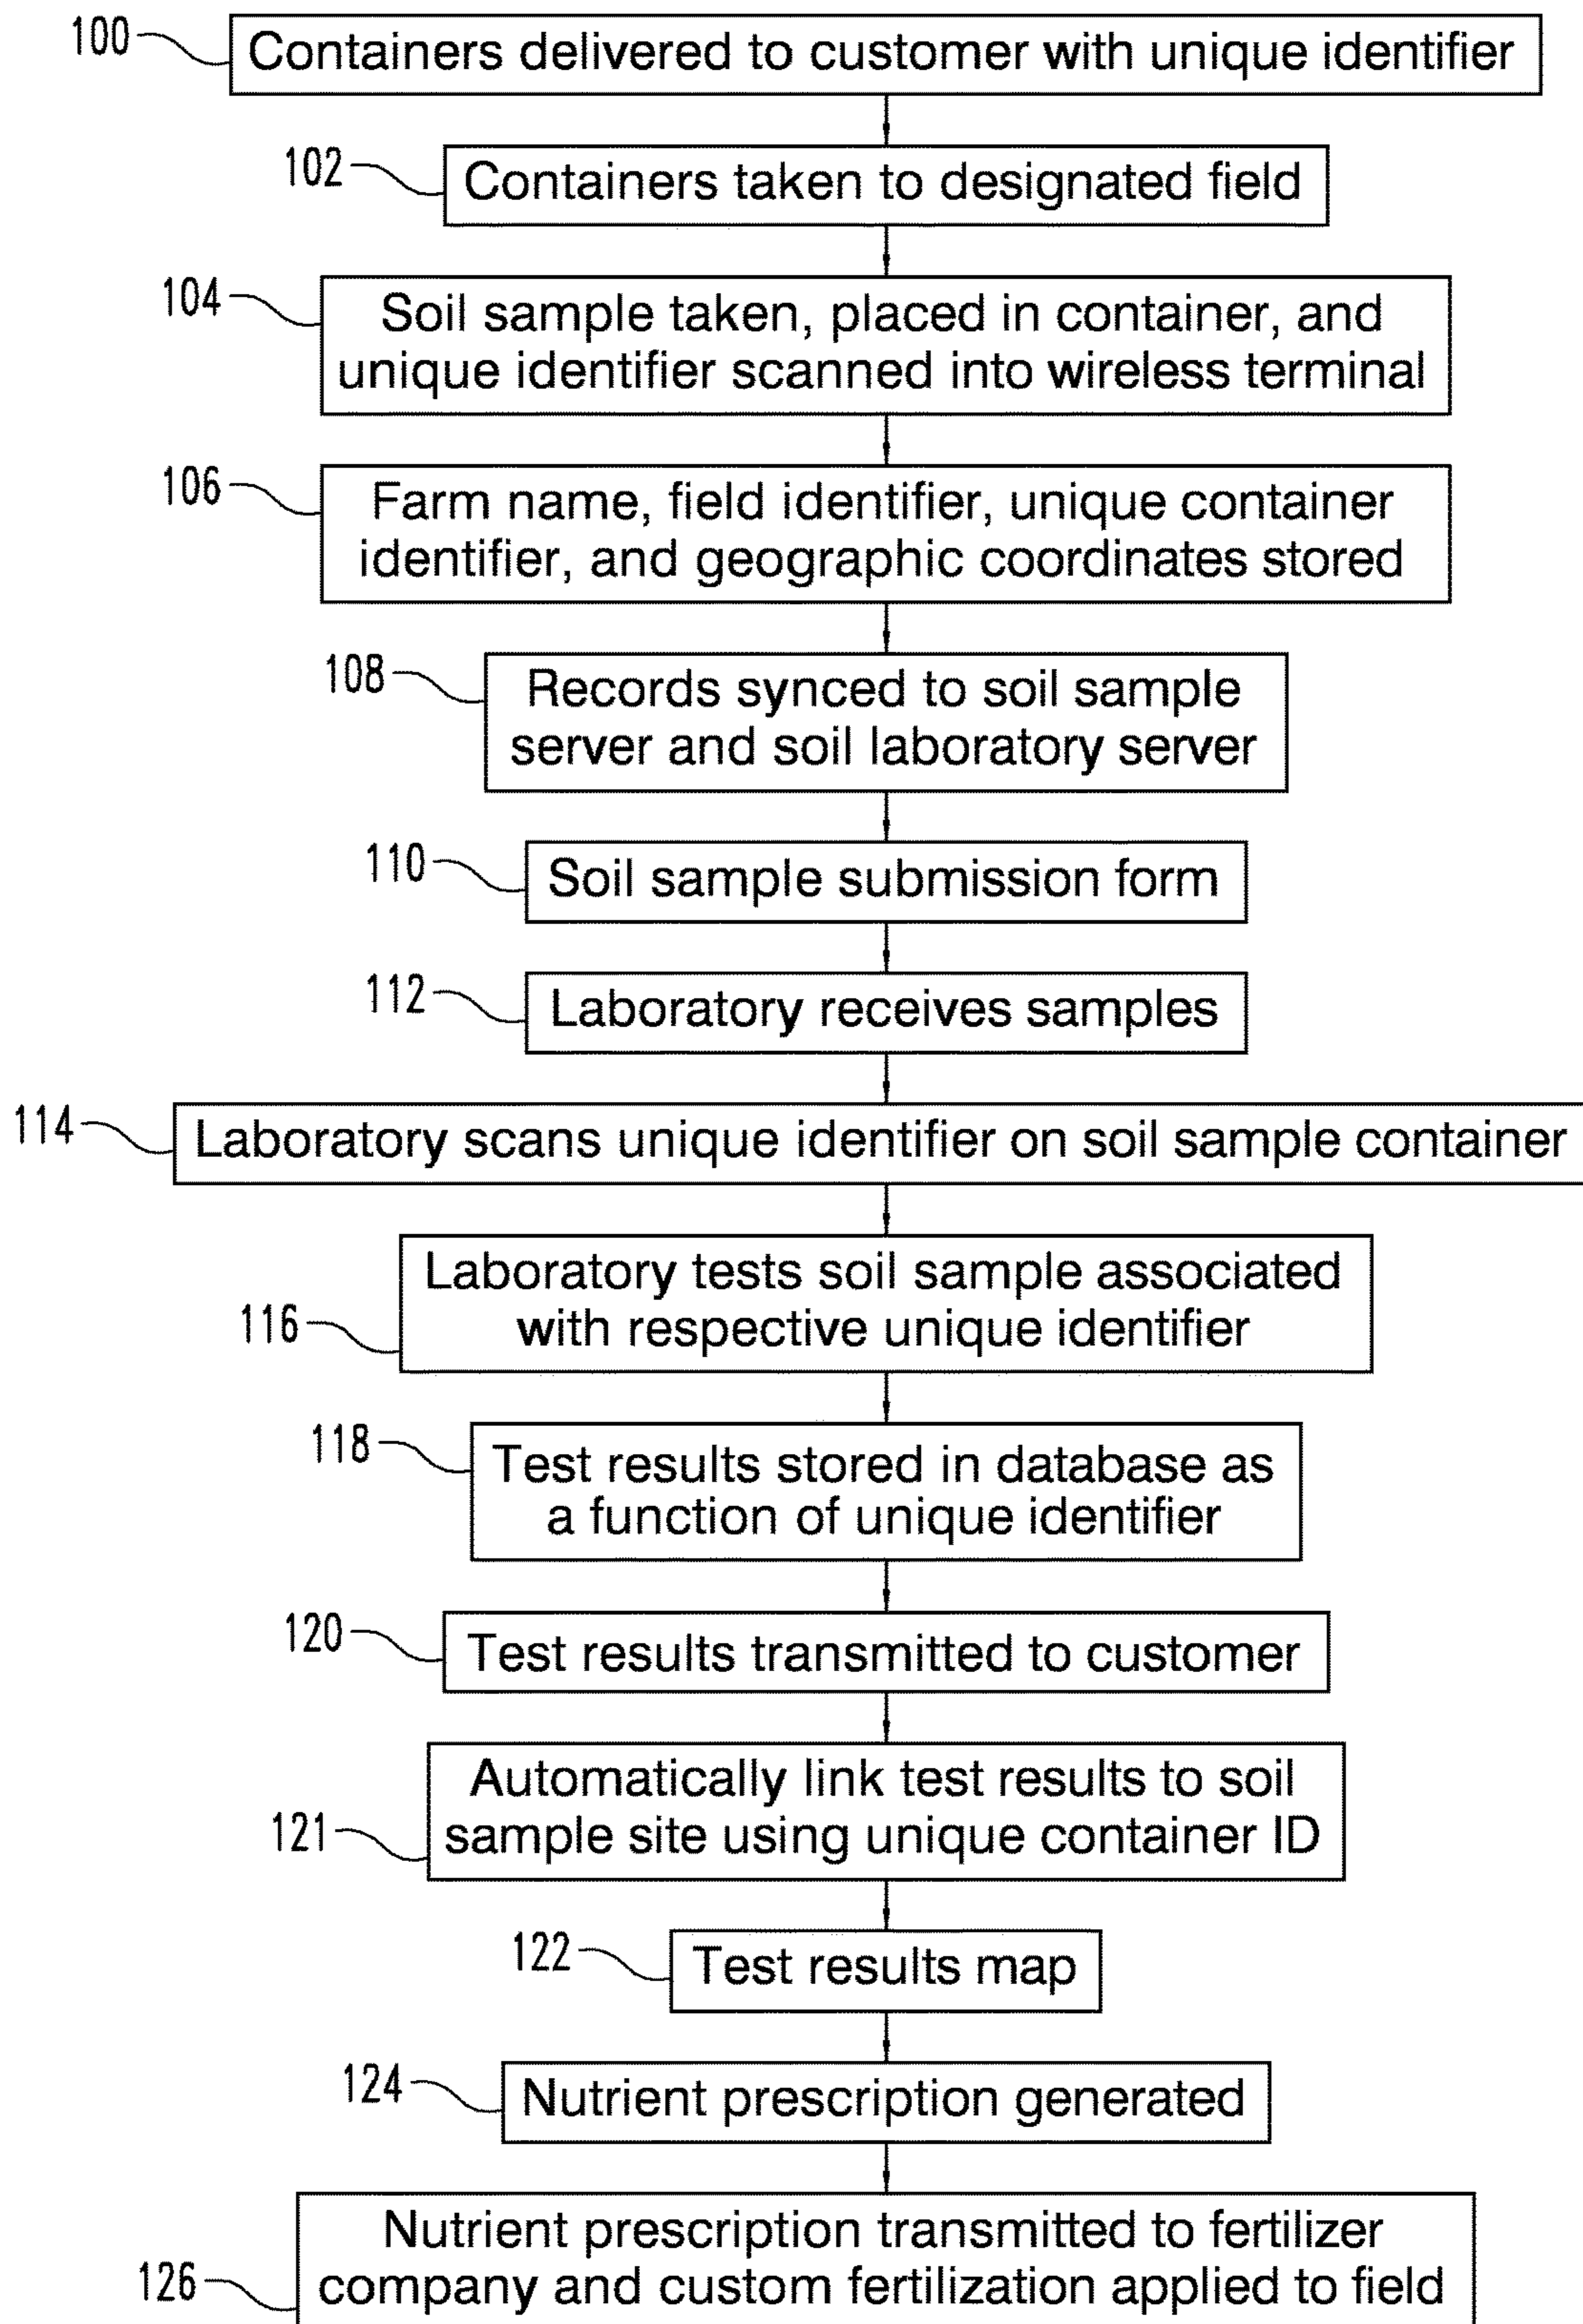 100
Containers delivered to customer with unique identifier
102
Containers taken to designated field
104
Soil sample taken, placed in container, and
unique identifier scanned into wireless terminal
106
Farm name, field identifier, unique container
identifier, and geographic coordinates stored
108
Records synced to soil sample
server and soil laboratory server
110
Soil sample submission form
112
Laboratory receives samples
114
Laboratory scans unique identifier on soil sample container
116
Laboratory tests soil sample associated
with respective unique identifier
118
Test results stored in database as
a function of unique identifier
120
Test results transmitted to customer
121
Automatically link test results to soil
sample site using unique container ID
122
Test results map
124
Nutrient prescription generated
126
Nutrient prescription transmitted to fertilizer
company and custom fertilization applied to field